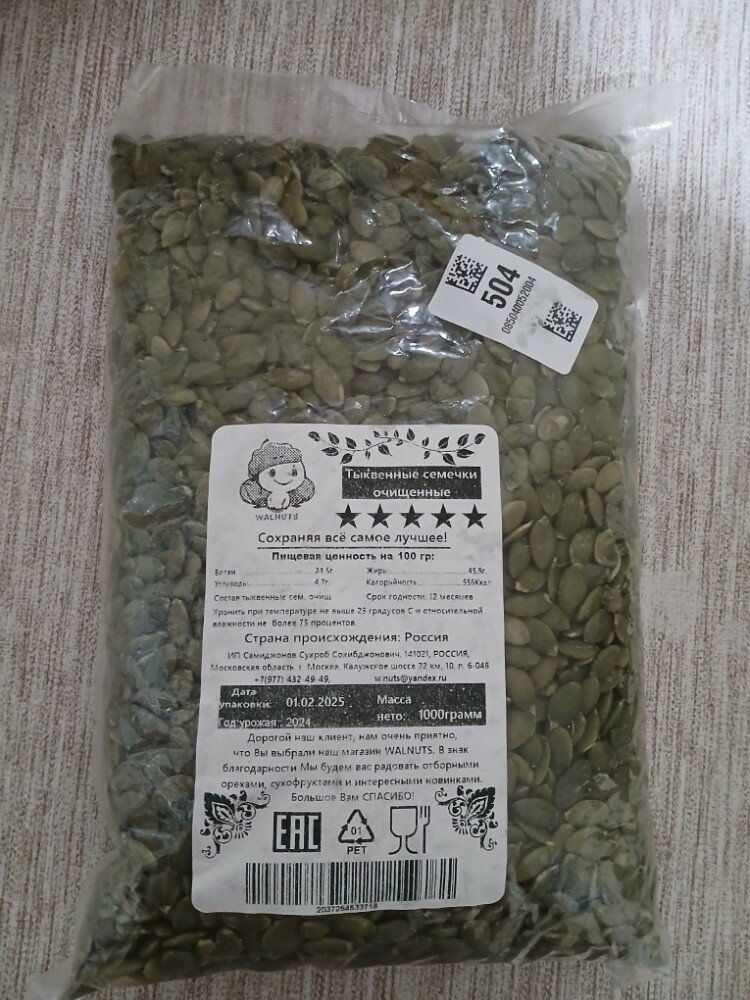 504
085040052004
WALNUTS
Тыквенные семечки
очищенные
Сохраняя всё самое лучшее!
Пищевая ценность на 100 гр:
Белки 24.5г. Жиры 45.9г.
Углеводы 4.7г. Калорийность 556Ккал
Состав:тыквенные сем. очищ. Срок годности: 12 месяцев
Хранить при температуре не выше 25 градусов С и относительной
влажности не более 75 процентов.
Страна происхождения: Россия
ИП Самиджонов Сухроб Сохибджонович, 141021, РОССИЯ,
Московская область г. Москва, Калужское шоссе 22 км, 10, п. 6-048
+7(977) 432-49-49, w.nuts@yandex.ru
Дата
упаковки: 01.02.2025 Масса
нето: 1000грамм
Год урожая 2024
Дорогой наш клиент, нам очень приятно,
что Вы выбрали наш магазин WALNUTS. В знак
благодарности Мы будем вас радовать отборными
орехами, сухофруктами и интересными новинками.
Большое Вам СПАСИБО!
EAC
01
PET
2037264533716